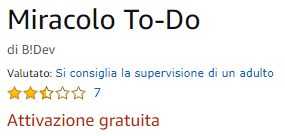 Miracolo To-Do
di B!Dev
Valutato: Si consiglia la supervisione di un adulto
7
Attivazione gratuita